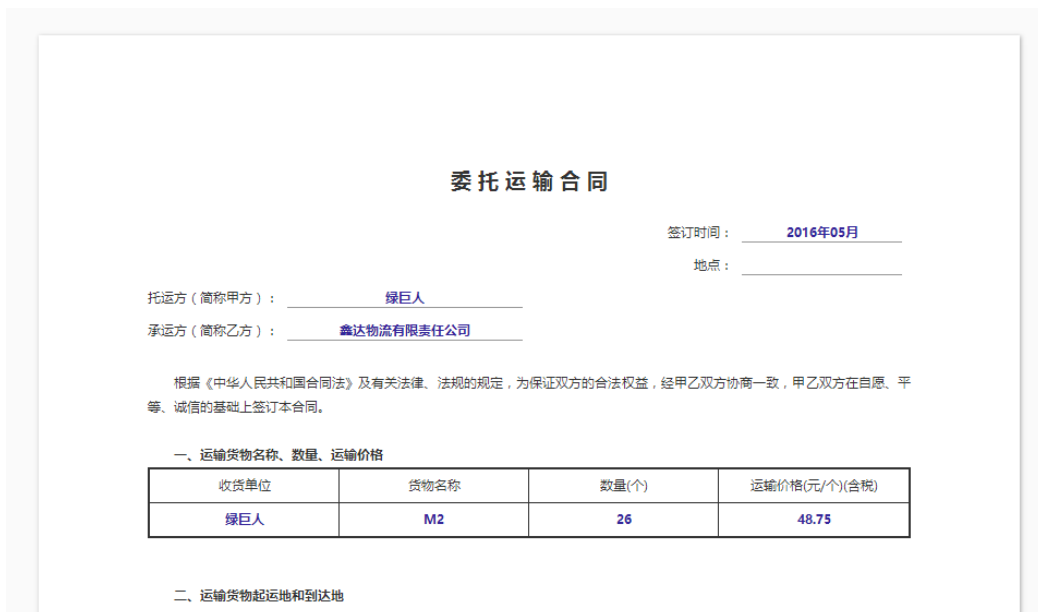 委托运输合同
签订时间： 2016年05月
地点：
托运方（简称甲方）： 绿巨人
承运方（简称乙方）： 鑫达物流有限责任公司
根据《中华人民共和国合同法》及有关法律、法规的规定，为保证双方的合法权益，经甲乙双方协商一致，甲乙双方在自愿、平
等、诚信的基础上签订本合同。
一、运输货物名称、数量、运输价格
收货单位 货物名称 数量(个) 运输价格(元/个)(含税)
绿巨人 M2 26 48.75
二、运输货物起运地和到达地